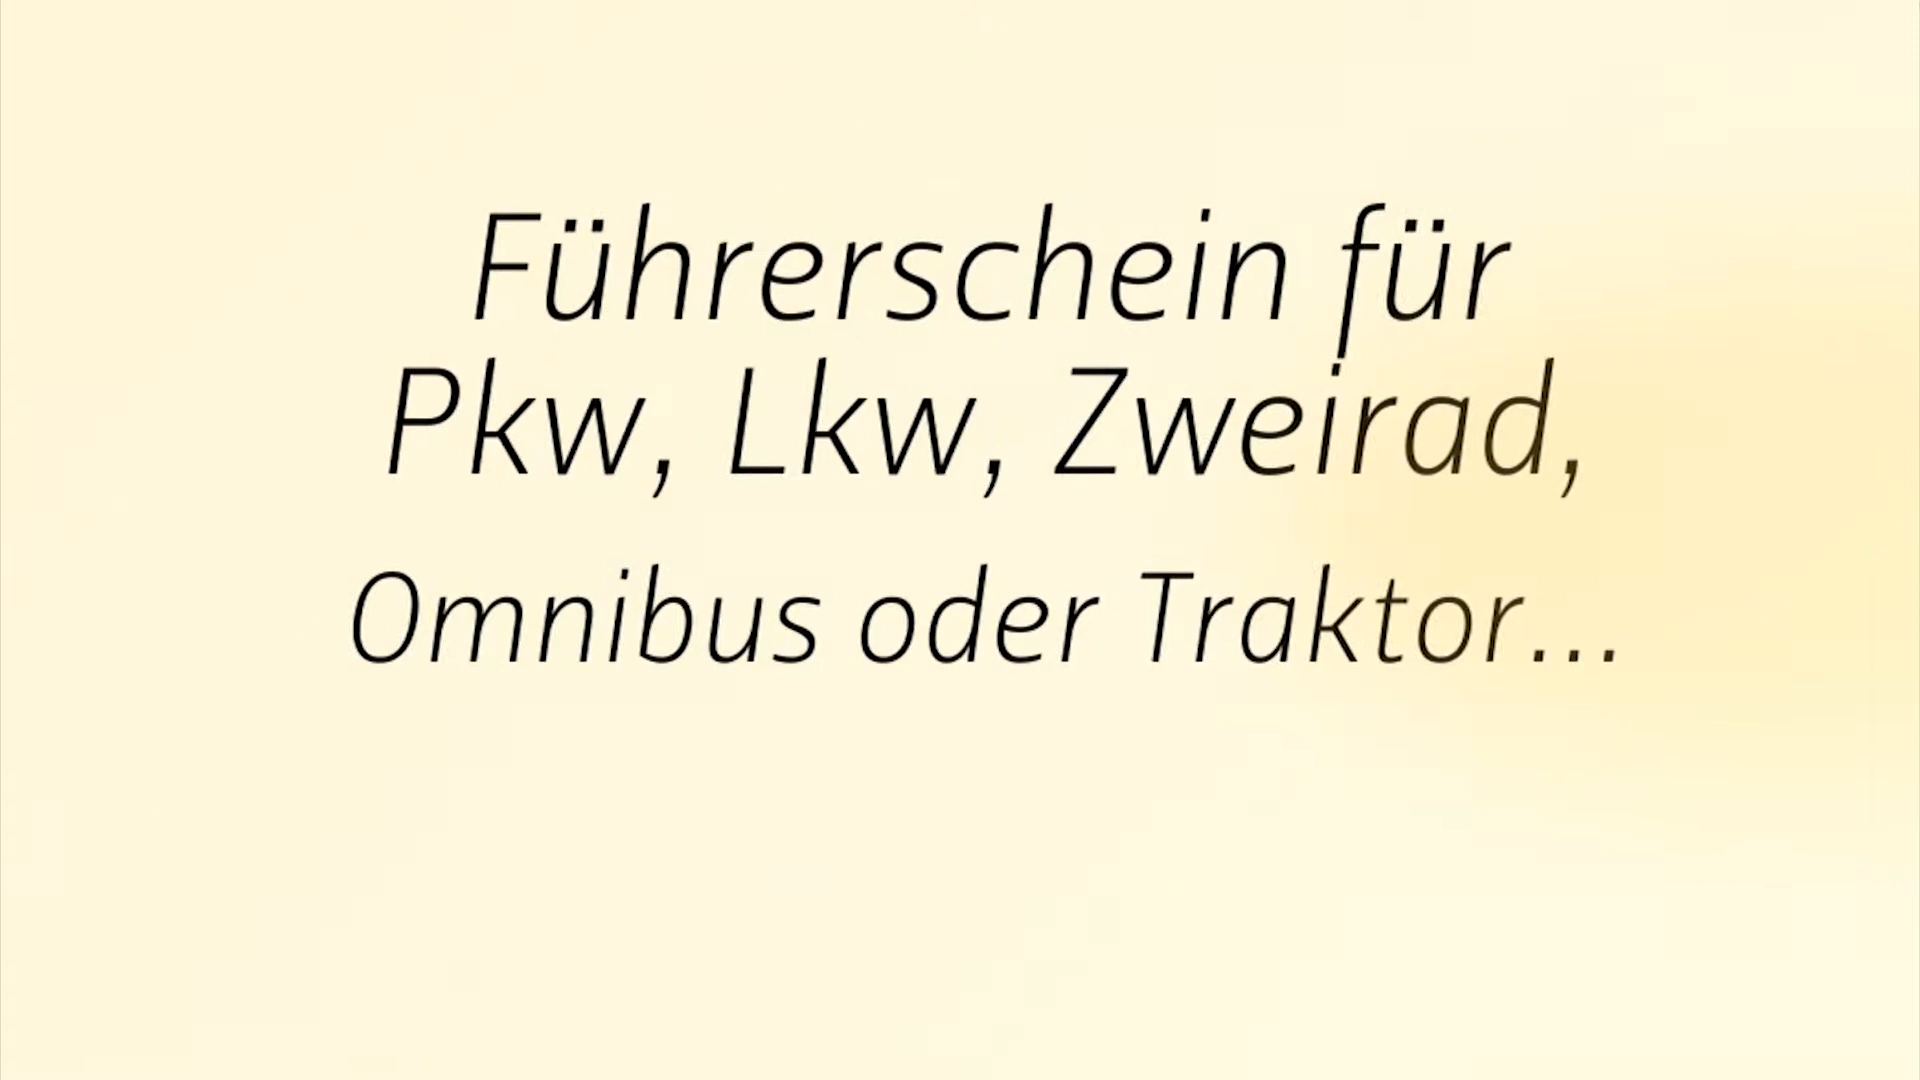 Führerschein für
Pkw, Lkw, Zweirad,
Omnibus oder Traktor...